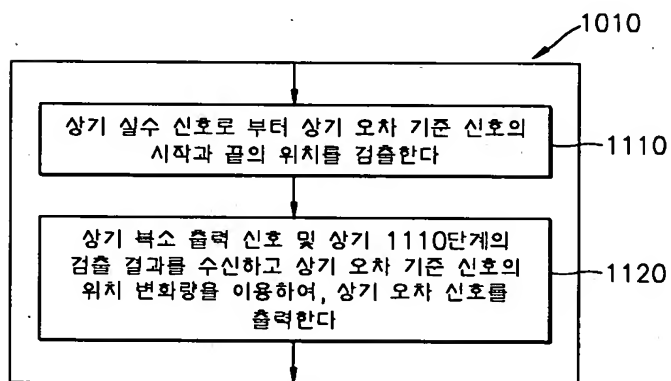 1010
상기 실수 신호로 부터 상기 오차 기준 신호의
시작과 끝의 위치를 검출한다
1110
상기 복소 출력 신호 및 상기 1110단계의
검출 결과를 수신하고 상기 오차 기준 신호의
위치 변화량을 이용하여, 상기 오차 신호를
출력한다
1120